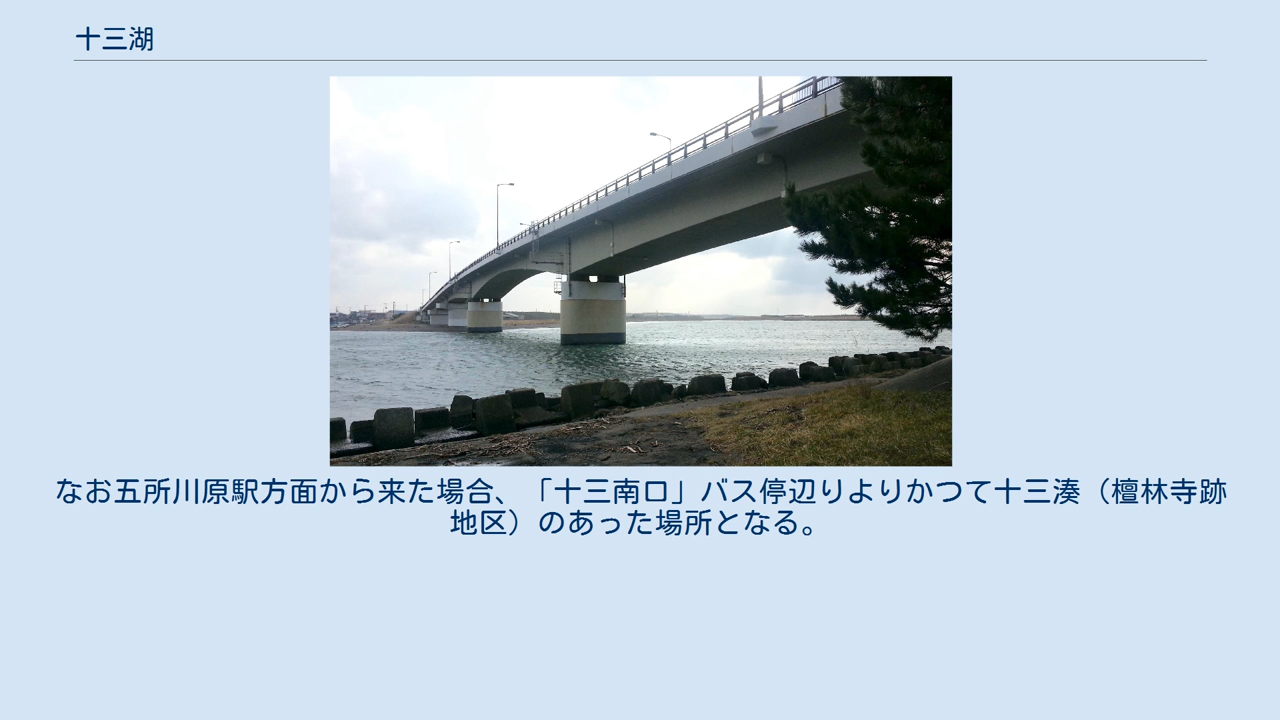 十三湖
なお五所川原駅方面から来た場合、「十三南口」バス停辺りよりかつて十三湊（檀林寺跡
地区）のあった場所となる。